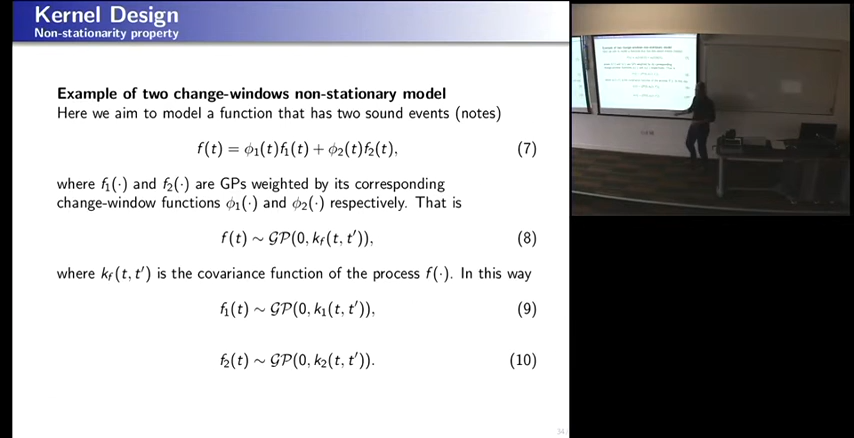 Kernel Design
Non-stationarity property
Example of two change-windows non-stationary model
Here we aim to model a function that has two sound events (notes)
f(t) = ϕ₁(t)f₁(t) + ϕ₂(t)f₂(t), (7)
where f₁(·) and f₂(·) are GPs weighted by its corresponding
change-window functions ϕ₁(·) and ϕ₂(·) respectively. That is
f(t) ∼ 𝒢𝒫(0, k_f(t, t′)), (8)
where k_f(t, t′) is the covariance function of the process f(·). In this way
f₁(t) ∼ 𝒢𝒫(0, k₁(t, t′)), (9)
f₂(t) ∼ 𝒢𝒫(0, k₂(t, t′)). (10)
34